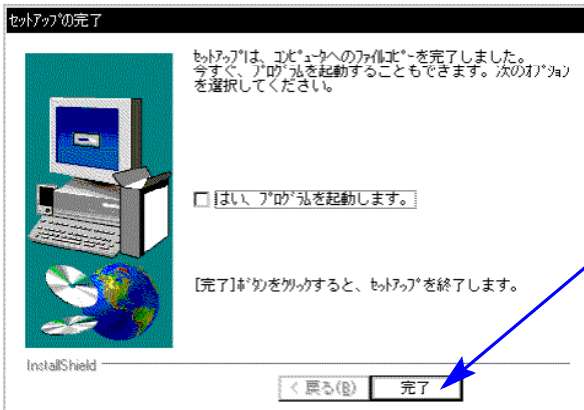 ｾｯﾄｱｯﾌﾟの完了
ｾｯﾄｱｯﾌﾟは、ｺﾝﾋﾟｭｰﾀへのﾌｧｲﾙｺﾋﾟｰを完了しました。
今すぐ、ﾌﾟﾛｸﾞﾗﾑを起動することもできます。次のｵﾌﾟｼｮﾝ
を選択してください。
はい、ﾌﾟﾛｸﾞﾗﾑを起動します。
[完了]ﾎﾞﾀﾝをｸﾘｯｸすると、ｾｯﾄｱｯﾌﾟを終了します。
InstallShield
< 戻る(B) 完了